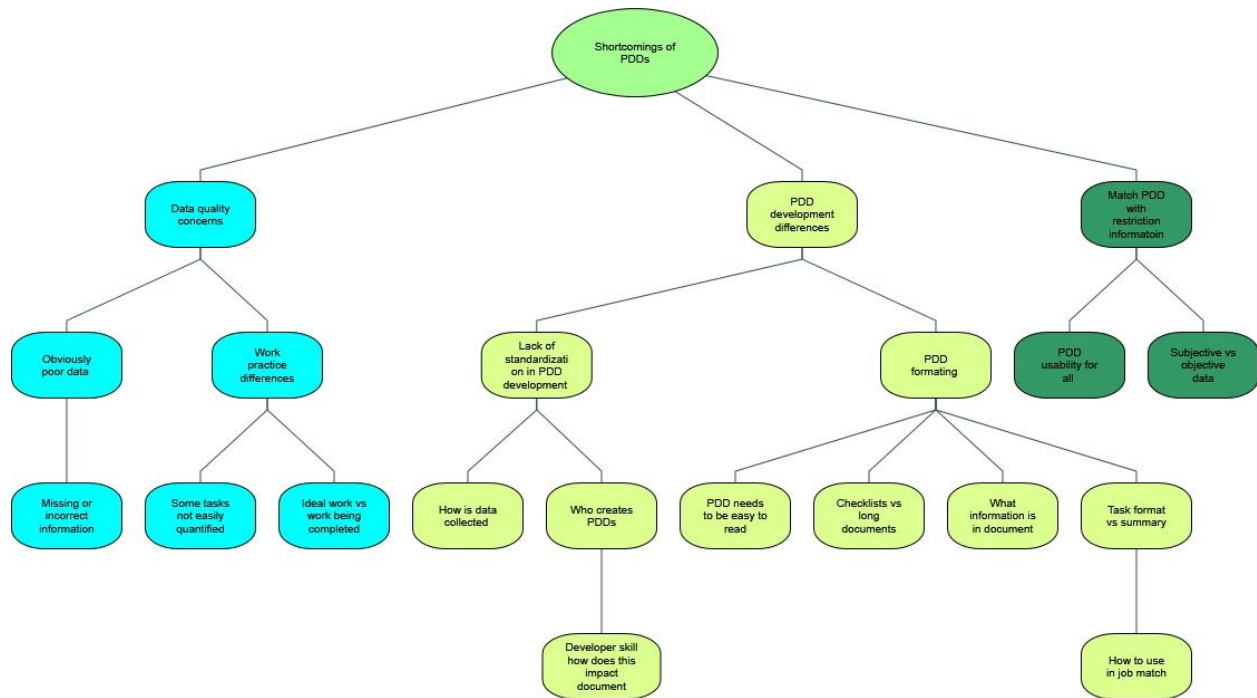 Shortcomings of
PDDs
Data quality
concerns
PDD
development
differences
Match PDD
with
restriction
informatoin
Obviously
poor data
Work
practice
differences
Lack of
standardizati
on in PDD
development
PDD
formating
PDD
usability for
all
Subjective vs
objective
data
Missing or
incorrect
information
Some tasks
not easily
quantified
Ideal work vs
work being
completed
How is data
collected
Who creates
PDDs
PDD needs
to be easy to
read
Checklists vs
long
documents
What
information is
in document
Task format
vs summary
Developer skill
how does this
impact
document
How to use
in job match